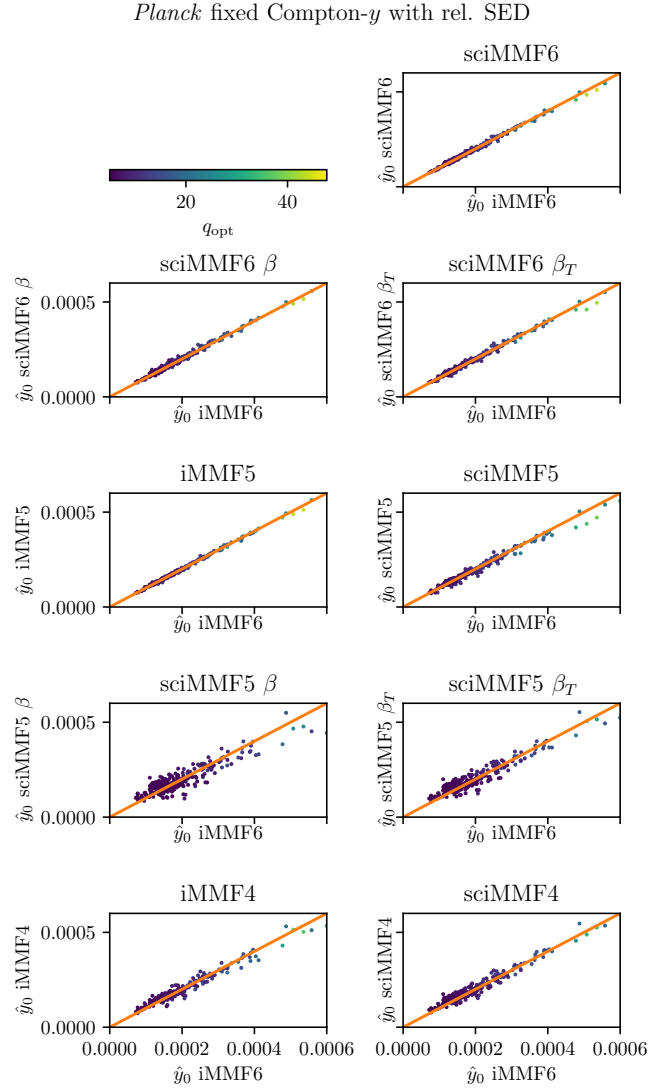 Planck fixed Compton-y with rel. SED
sciMMF6
ŷ₀ sciMMF6
ŷ₀ iMMF6
20 40
q_opt
sciMMF6 β
ŷ₀ sciMMF6 β
0.0005
0.0000
ŷ₀ iMMF6
sciMMF6 β_T
ŷ₀ sciMMF6 β_T
ŷ₀ iMMF6
iMMF5
ŷ₀ iMMF5
0.0005
0.0000
ŷ₀ iMMF6
sciMMF5
ŷ₀ sciMMF5
ŷ₀ iMMF6
sciMMF5 β
ŷ₀ sciMMF5 β
0.0005
0.0000
ŷ₀ iMMF6
sciMMF5 β_T
ŷ₀ sciMMF5 β_T
ŷ₀ iMMF6
iMMF4
ŷ₀ iMMF4
0.0005
0.0000
0.0000 0.0002 0.0004 0.0006
ŷ₀ iMMF6
sciMMF4
ŷ₀ sciMMF4
0.0000 0.0002 0.0004 0.0006
ŷ₀ iMMF6